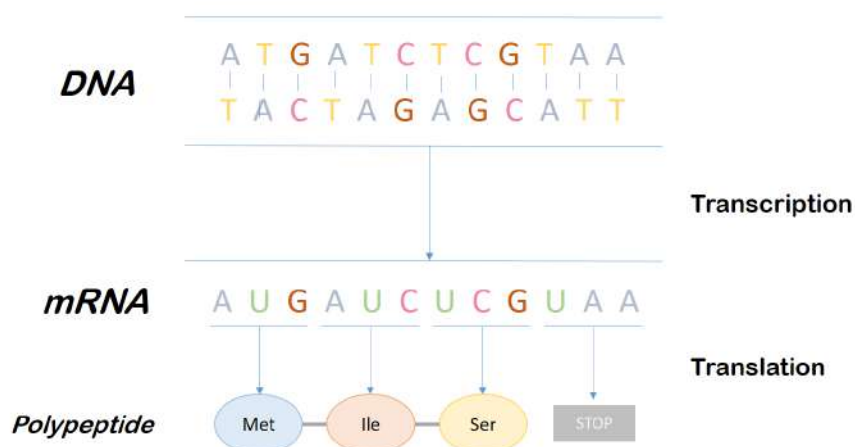 A T G A T C T C G T A A
DNA
T A C T A G A G C A T T
Transcription
mRNA A U G A U C U C G U A A
Translation
Polypeptide Met Ile Ser STOP